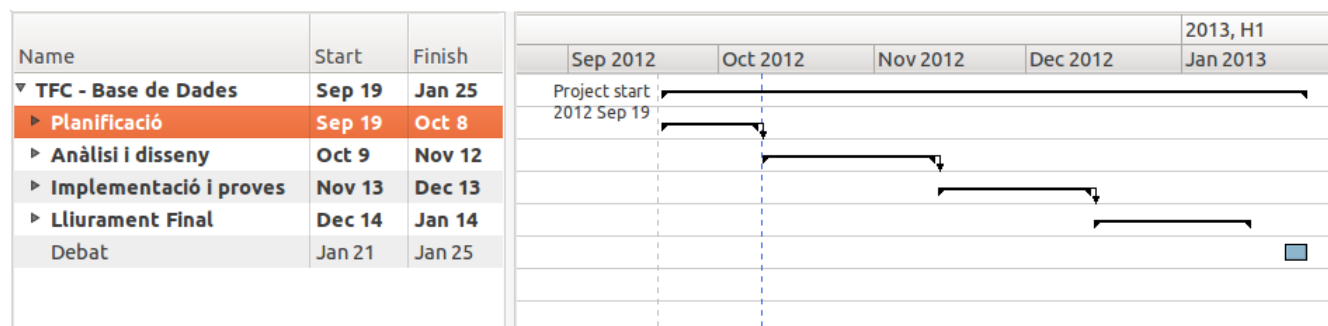 2013, H1
Name Start Finish Sep 2012 Oct 2012 Nov 2012 Dec 2012 Jan 2013
TFC - Base de Dades Sep 19 Jan 25 Project start
2012 Sep 19
Planificació Sep 19 Oct 8
Anàlisi i disseny Oct 9 Nov 12
Implementació i proves Nov 13 Dec 13
Lliurament Final Dec 14 Jan 14
Debat Jan 21 Jan 25